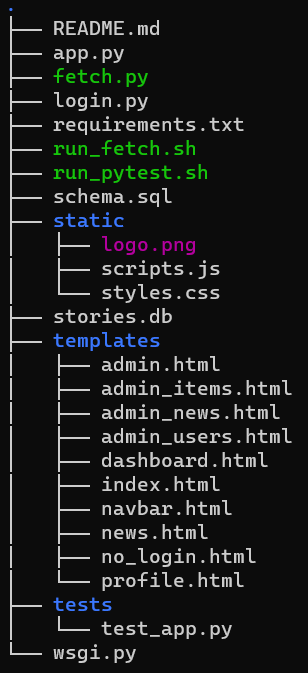 .
├── README.md
├── app.py
├── fetch.py
├── login.py
├── requirements.txt
├── run_fetch.sh
├── run_pytest.sh
├── schema.sql
├── static
│   ├── logo.png
│   ├── scripts.js
│   └── styles.css
├── stories.db
├── templates
│   ├── admin.html
│   ├── admin_items.html
│   ├── admin_news.html
│   ├── admin_users.html
│   ├── dashboard.html
│   ├── index.html
│   ├── navbar.html
│   ├── news.html
│   ├── no_login.html
│   └── profile.html
├── tests
│   └── test_app.py
└── wsgi.py